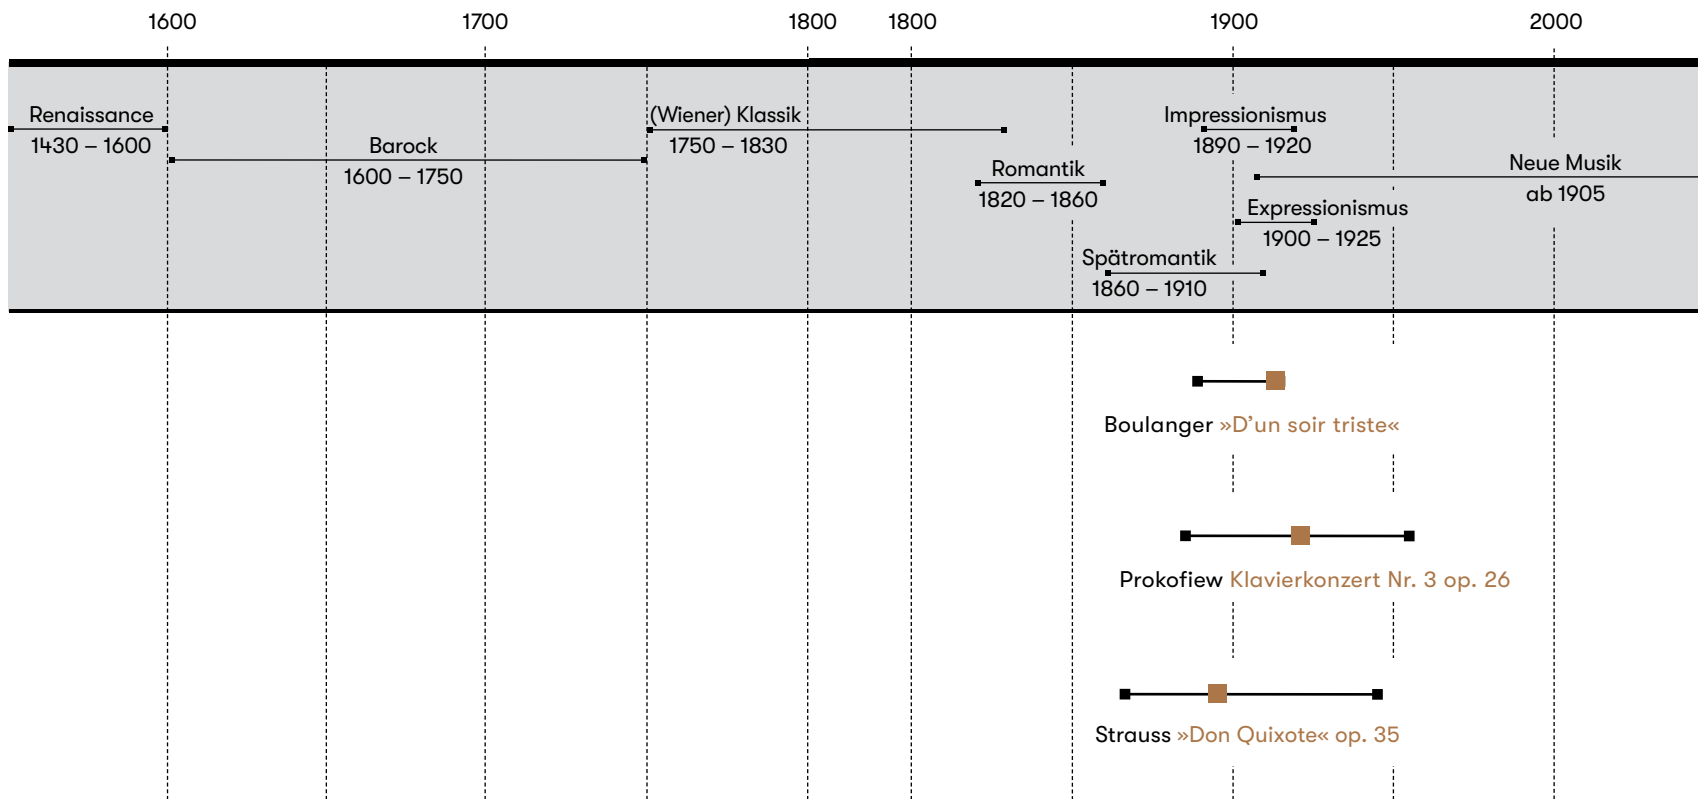 1600 1700 1800 1800 1900 2000
Renaissance
1430 – 1600
Barock
1600 – 1750
(Wiener) Klassik
1750 – 1830
Romantik
1820 – 1860
Spätromantik
1860 – 1910
Impressionismus
1890 – 1920
Expressionismus
1900 – 1925
Neue Musik
ab 1905
Boulanger »D’un soir triste«
Prokofiew Klavierkonzert Nr. 3 op. 26
Strauss »Don Quixote« op. 35